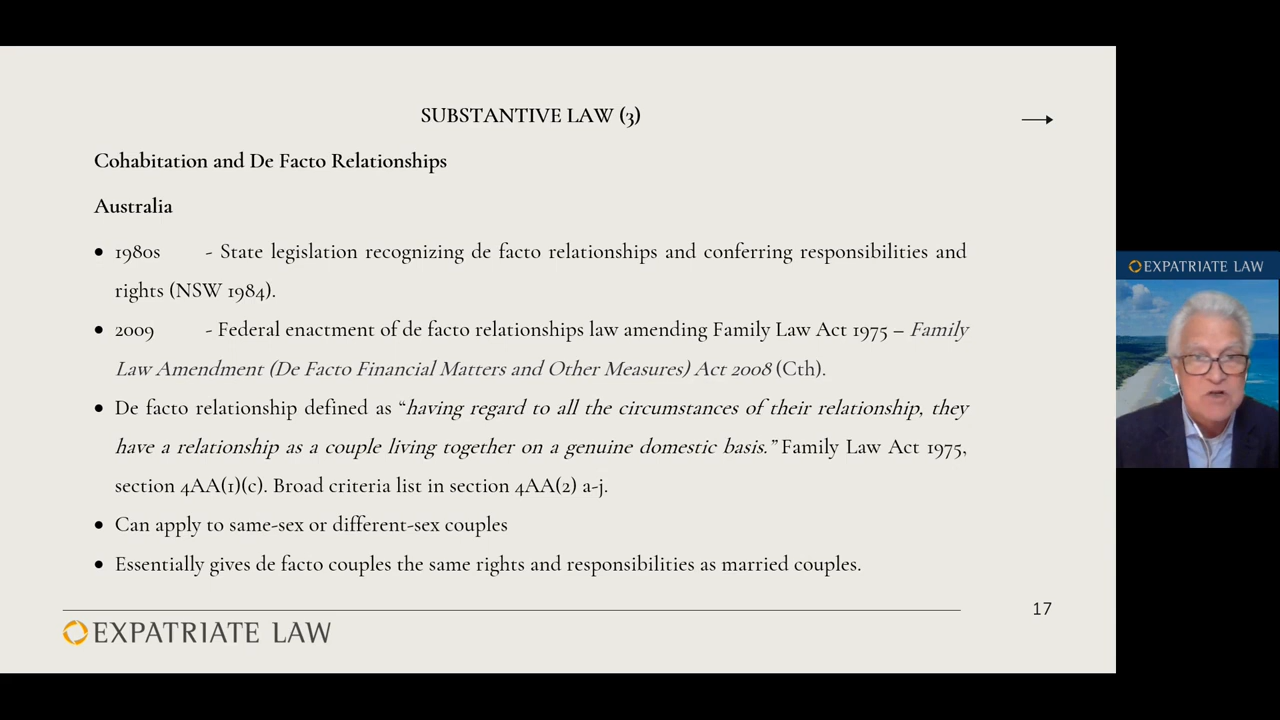 SUBSTANTIVE LAW (3)
Cohabitation and De Facto Relationships
Australia
• 1980s - State legislation recognizing de facto relationships and conferring responsibilities and
rights (NSW 1984).
• 2009 - Federal enactment of de facto relationships law amending Family Law Act 1975 – Family
Law Amendment (De Facto Financial Matters and Other Measures) Act 2008 (Cth).
• De facto relationship defined as “having regard to all the circumstances of their relationship, they
have a relationship as a couple living together on a genuine domestic basis.” Family Law Act 1975,
section 4AA(1)(c). Broad criteria list in section 4AA(2) a-j.
• Can apply to same-sex or different-sex couples
• Essentially gives de facto couples the same rights and responsibilities as married couples.
17
EXPATRIATE LAW
EXPATRIATE LAW